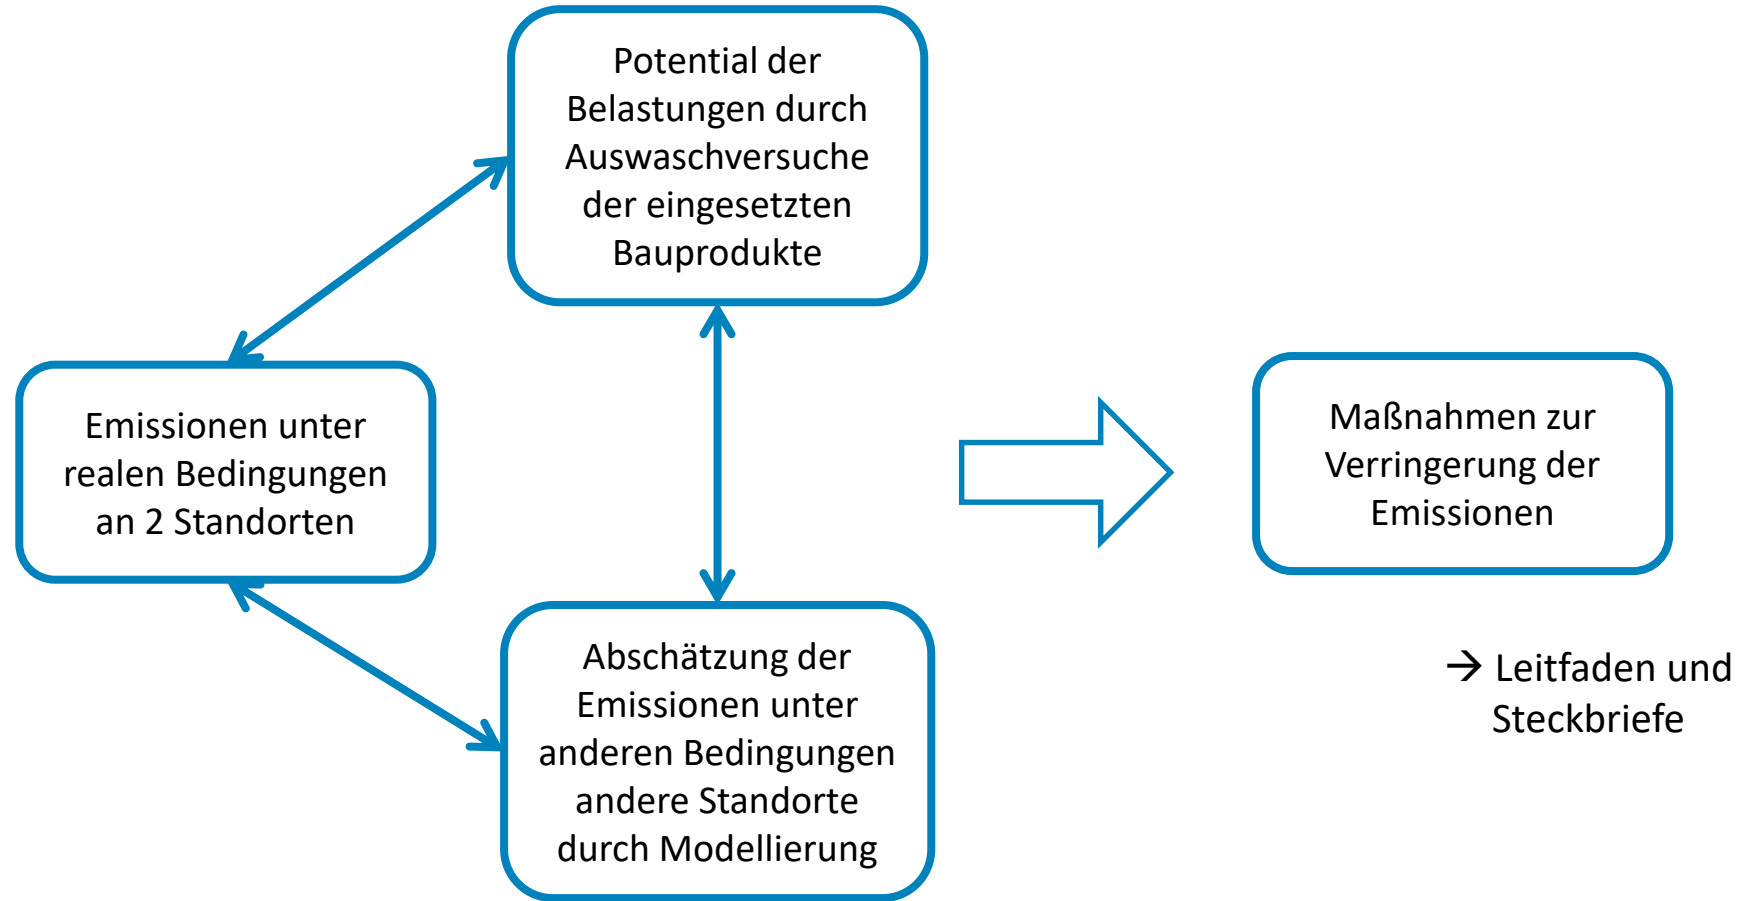 Potential der
Belastungen durch
Auswaschversuche
der eingesetzten
Bauprodukte
Emissionen unter
realen Bedingungen
an 2 Standorten
Abschätzung der
Emissionen unter
anderen Bedingungen
andere Standorte
durch Modellierung
Maßnahmen zur
Verringerung der
Emissionen
→ Leitfaden und
Steckbriefe